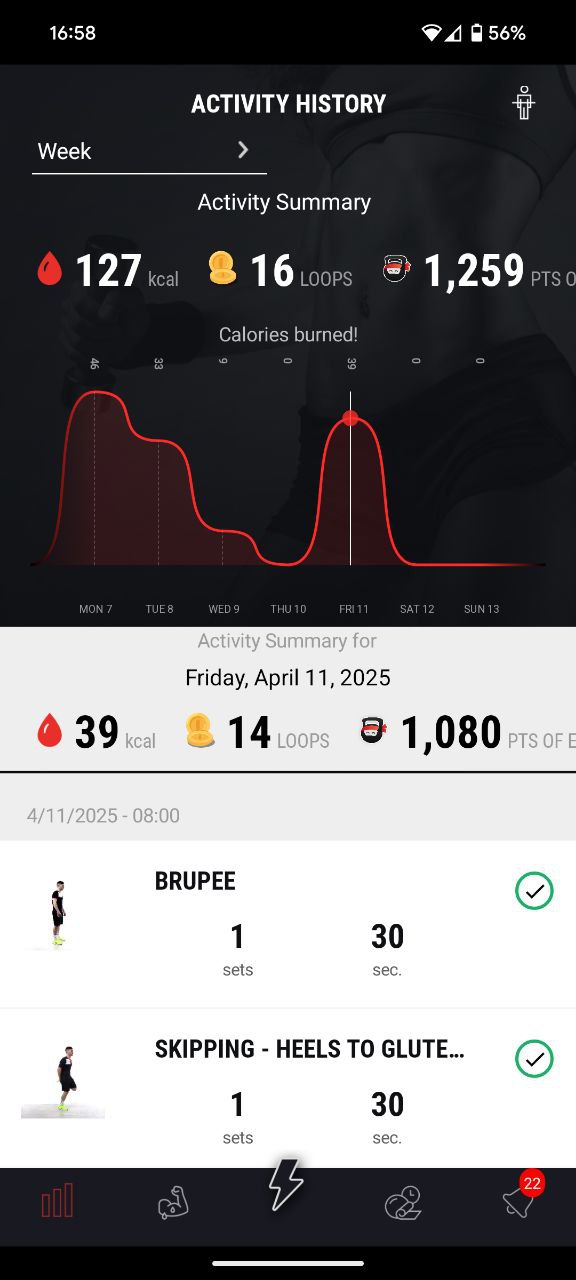 16:58
56%
ACTIVITY HISTORY
Week
Activity Summary
127 kcal 16 LOOPS 1,259 PTS O
Calories burned!
46 33 9 0 39 0 0
MON 7 TUE 8 WED 9 THU 10 FRI 11 SAT 12 SUN 13
Activity Summary for
Friday, April 11, 2025
39 kcal 14 LOOPS 1,080 PTS OF E
4/11/2025 - 08:00
BRUPEE
1 30
sets sec.
SKIPPING - HEELS TO GLUTE...
1 30
sets sec.
22